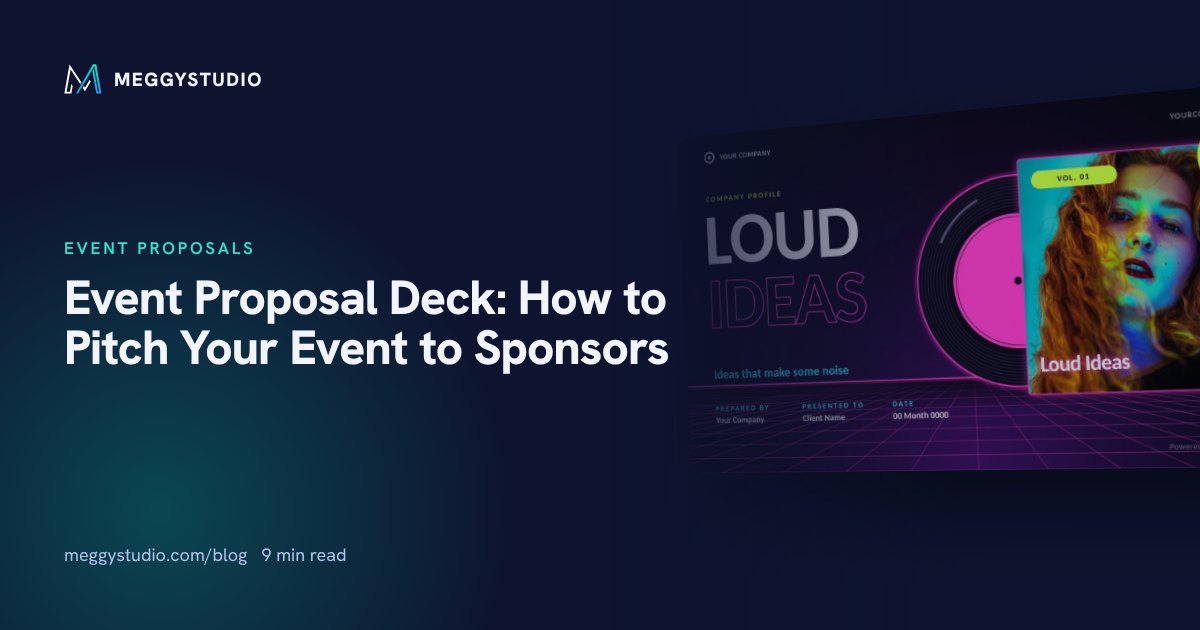 MEGGYSTUDIO
EVENT PROPOSALS
Event Proposal Deck: How to
Pitch Your Event to Sponsors
meggystudio.com/blog 9 min read
YOUR COMPANY
COMPANY PROFILE
LOUD
IDEAS
Ideas that make some noise
PREPARED BY
Your Company
PRESENTED TO
Client Name
DATE
00 Month 0000
VOL. 01
Loud Ideas